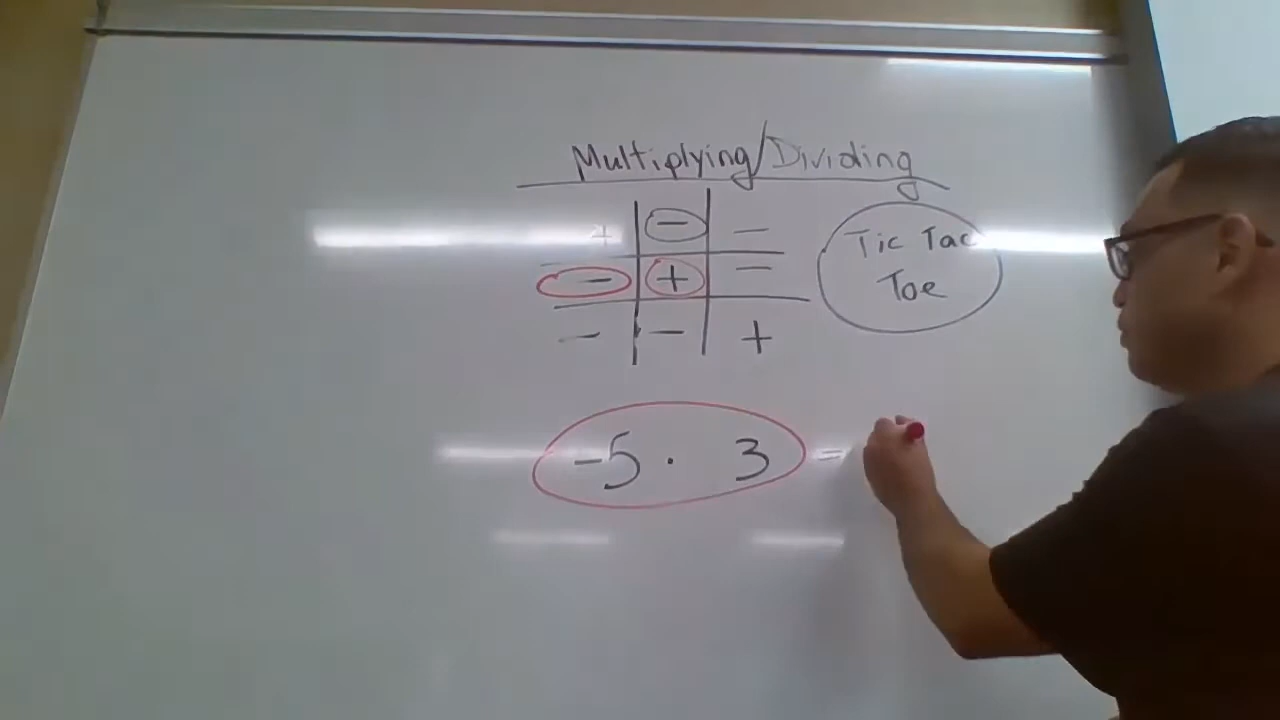 Multiplying/Dividing
+ - -
- + -
- - +
Tic Tac
Toe
-5 · 3 =